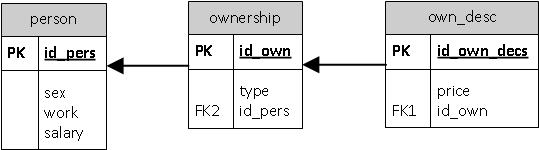 person
PK id_pers
sex
work
salary
ownership
PK id_own
type
FK2 id_pers
own_desc
PK id_own_decs
price
FK1 id_own